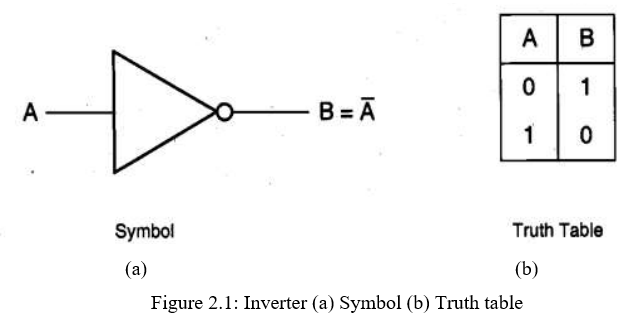 A
B = A̅
Symbol
(a)
A B
0 1
1 0
Truth Table
(b)
Figure 2.1: Inverter (a) Symbol (b) Truth table